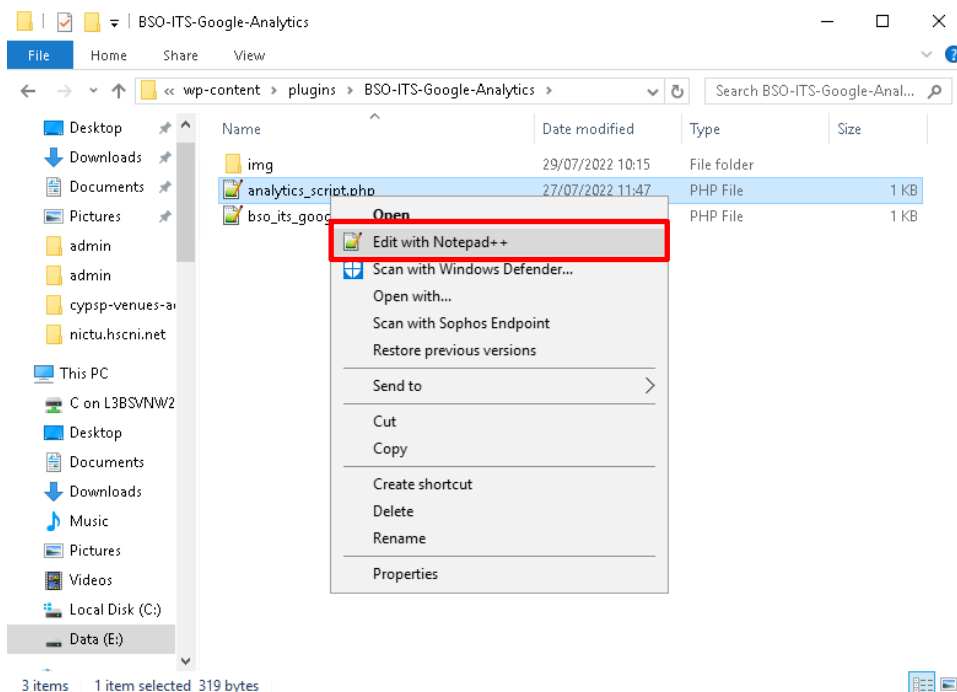 BSO-ITS-Google-Analytics
File Home Share View
« wp-content > plugins > BSO-ITS-Google-Analytics > Search BSO-ITS-Google-Anal...
Name Date modified Type Size
Desktop
Downloads
Documents
Pictures
admin
admin
cypsp-venues-a
nictu.hscni.net
This PC
C on L3BSVNW2
Desktop
Documents
Downloads
Music
Pictures
Videos
Local Disk (C:)
Data (E:)
img 29/07/2022 10:15 File folder
analytics_script.php 27/07/2022 11:47 PHP File 1 KB
bso_its_goog PHP File 1 KB
Open
Edit with Notepad++
Scan with Windows Defender...
Open with...
Scan with Sophos Endpoint
Restore previous versions
Send to
Cut
Copy
Create shortcut
Delete
Rename
Properties
3 items 1 item selected 319 bytes